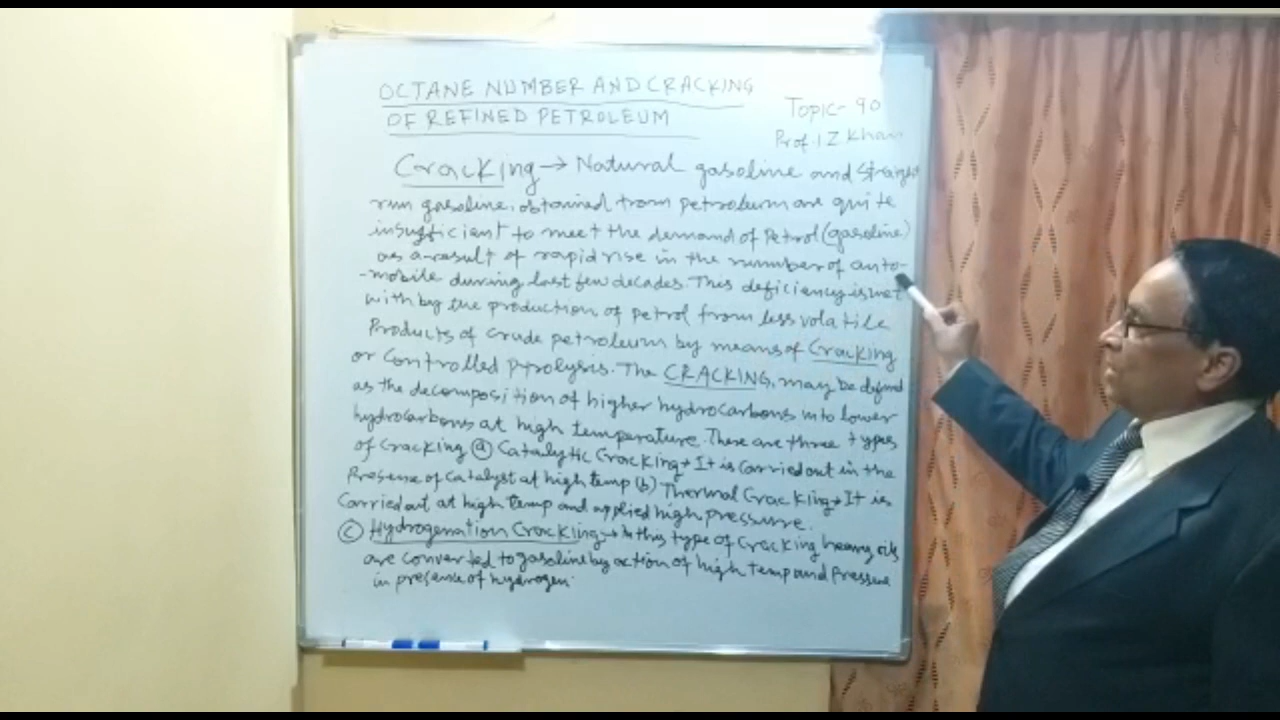 OCTANE NUMBER AND CRACKING
OF REFINED PETROLEUM
Topic- 90
Prof. I Z Khan
Cracking → Natural gasoline and straight
run gasoline, obtained from petroleum are quite
insufficient to meet the demand of Petrol (gasoline)
as a result of rapid rise in the number of auto-
-mobile during last few decades. This deficiency is met
with by the production of petrol from less volatile
Products of crude petroleum by means of Cracking
or Controlled Pyrolysis. The CRACKING, may be defined
as the decomposition of higher hydrocarbons into lower
hydrocarbons at high temperature. There are three types
of Cracking (a) Catalytic Cracking → It is Carried out in the
Presence of Catalyst at high temp (b) Thermal Cracking → It is
Carried out at high temp and applied high pressure.
(c) Hydrogenation Cracking → In this type of Cracking heavy oils
are converted to gasoline by action of high temp and Pressure
in presence of hydrogen.